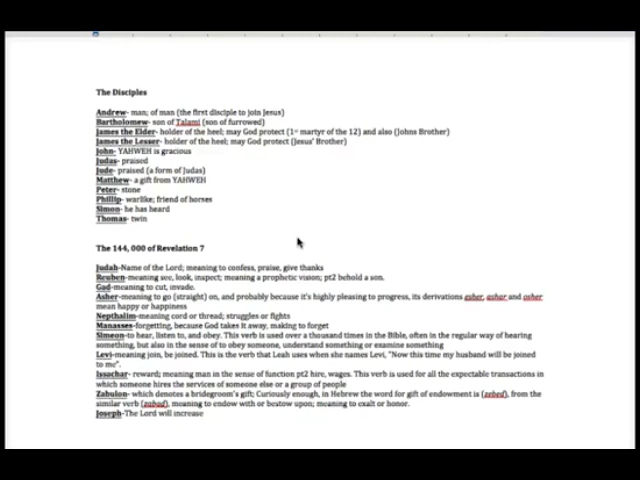 The Disciples
Andrew- man; of man (the first disciple to join Jesus)
Bartholomew- son of Talami (son of furrowed)
James the Elder- holder of the heel; may God protect (1st martyr of the 12) and also (Johns Brother)
James the Lesser- holder of the heel; may God protect (Jesus' Brother)
John- YAHWEH is gracious
Judas- praised
Jude- praised (a form of Judas)
Matthew- a gift from YAHWEH
Peter- stone
Phillip- warlike; friend of horses
Simon- he has heard
Thomas- twin
The 144, 000 of Revelation 7
Judah-Name of the Lord; meaning to confess, praise, give thanks
Reuben-meaning see, look, inspect; meaning a prophetic vision; pt2 behold a son.
Gad-meaning to cut, invade.
Asher-meaning to go (straight) on, and probably because it's highly pleasing to progress, its derivations esher, ashar and osher
mean happy or happiness
Nepthalim-meaning cord or thread; struggles or fights
Manasses-forgetting, because God takes it away, making to forget
Simeon-to hear, listen to, and obey. This verb is used over a thousand times in the Bible, often in the regular way of hearing
something, but also in the sense of to obey someone, understand something or examine something
Levi-meaning join, be joined. This is the verb that Leah uses when she names Levi, "Now this time my husband will be joined
to me".
Issachar- reward; meaning man in the sense of function pt2 hire, wages. This verb is used for all the expectable transactions in
which someone hires the services of someone else or a group of people
Zabulon- which denotes a bridegroom's gift; Curiously enough, in Hebrew the word for gift of endowment is (zebed), from the
similar verb (zabad), meaning to endow with or bestow upon; meaning to exalt or honor.
Joseph-The Lord will increase